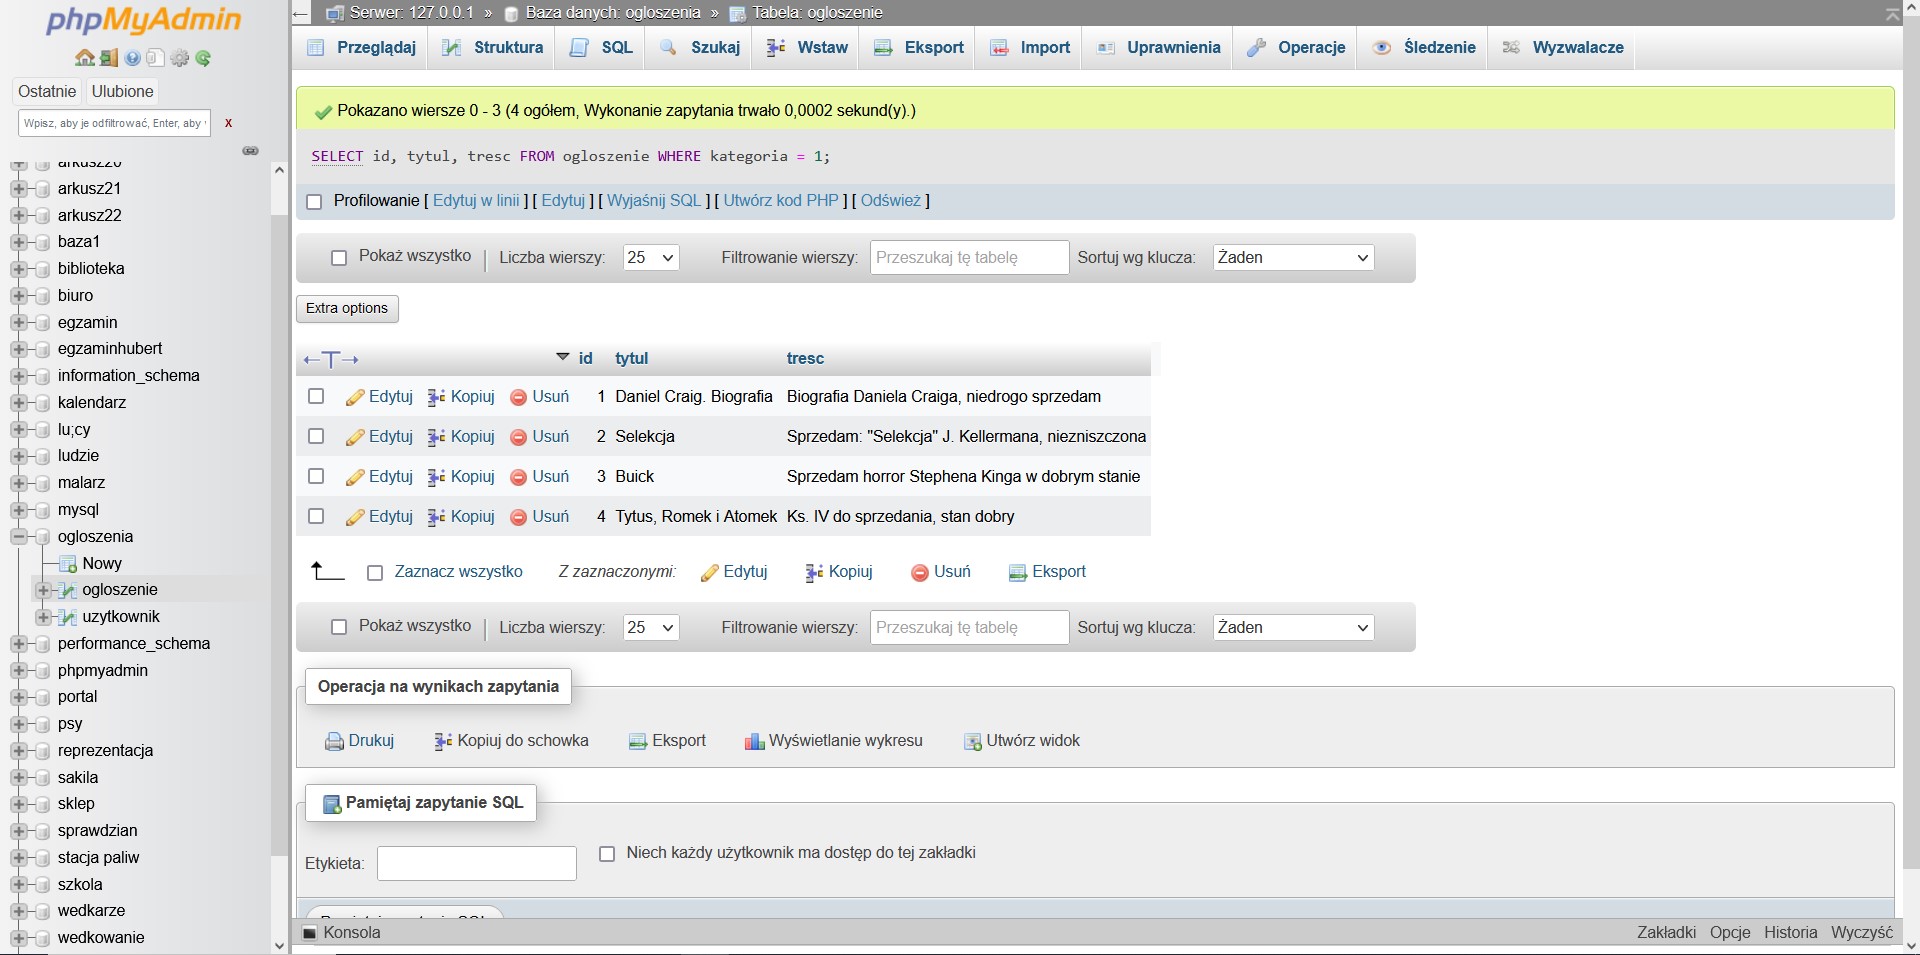 phpMyAdmin
Ostatnie Ulubione
Wpisz, aby je odfiltrować, Enter, aby X
arkusz20
arkusz21
arkusz22
baza1
biblioteka
biuro
egzamin
egzaminhubert
information_schema
kalendarz
lu;cy
ludzie
malarz
mysql
ogloszenia
Nowy
ogloszenie
uzytkownik
performance_schema
phpmyadmin
portal
psy
reprezentacja
sakila
sklep
sprawdzian
stacja paliw
szkola
wedkarze
wedkowanie
Serwer: 127.0.0.1 » Baza danych: ogloszenia » Tabela: ogloszenie
Przeglądaj Struktura SQL Szukaj Wstaw Eksport Import Uprawnienia Operacje Śledzenie Wyzwalacze
Pokazano wiersze 0 - 3 (4 ogółem, Wykonanie zapytania trwało 0,0002 sekund(y).)
SELECT id, tytul, tresc FROM ogloszenie WHERE kategoria = 1;
Profilowanie [ Edytuj w linii ] [ Edytuj ] [ Wyjaśnij SQL ] [ Utwórz kod PHP ] [ Odśwież ]
Pokaż wszystko | Liczba wierszy: 25 Filtrowanie wierszy: Przeszukaj tę tabelę Sortuj wg klucza: Żaden
Extra options
←T→ id tytul tresc
Edytuj Kopiuj Usuń 1 Daniel Craig. Biografia Biografia Daniela Craiga, niedrogo sprzedam
Edytuj Kopiuj Usuń 2 Selekcja Sprzedam: "Selekcja" J. Kellermana, niezniszczona
Edytuj Kopiuj Usuń 3 Buick Sprzedam horror Stephena Kinga w dobrym stanie
Edytuj Kopiuj Usuń 4 Tytus, Romek i Atomek Ks. IV do sprzedania, stan dobry
Zaznacz wszystko Z zaznaczonymi: Edytuj Kopiuj Usuń Eksport
Pokaż wszystko | Liczba wierszy: 25 Filtrowanie wierszy: Przeszukaj tę tabelę Sortuj wg klucza: Żaden
Operacja na wynikach zapytania
Drukuj Kopiuj do schowka Eksport Wyświetlanie wykresu Utwórz widok
Pamiętaj zapytanie SQL
Etykieta: Niech każdy użytkownik ma dostęp do tej zakładki
Konsola Zakładki Opcje Historia Wyczyść